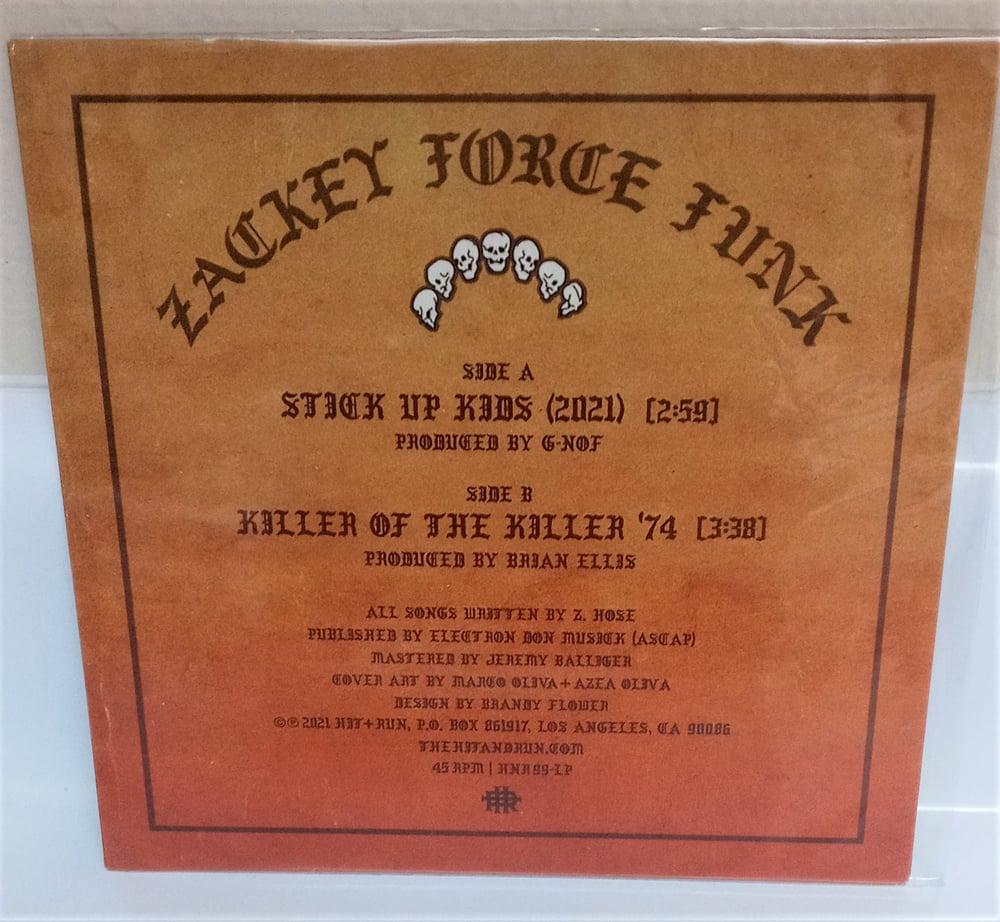 ZACKEY FORCE FUNK
SIDE A
STICK UP KIDS (2021) [2:59]
PRODUCED BY G-NOF
SIDE B
KILLER OF THE KILLER '74 [3:38]
PRODUCED BY BRIAN ELLIS
ALL SONGS WRITTEN BY Z. HOSE
PUBLISHED BY ELECTRON DON MUSICK (ASCAP)
MASTERED BY JEREMY BALLIGER
COVER ART BY MARCO OLIVA + AZEA OLIVA
DESIGN BY BRANDY FLOWER
©℗ 2021 HIT+RUN, P.O. BOX 861917, LOS ANGELES, CA 90086
THEHITANDRUN.COM
45 RPM | HNR99-LP